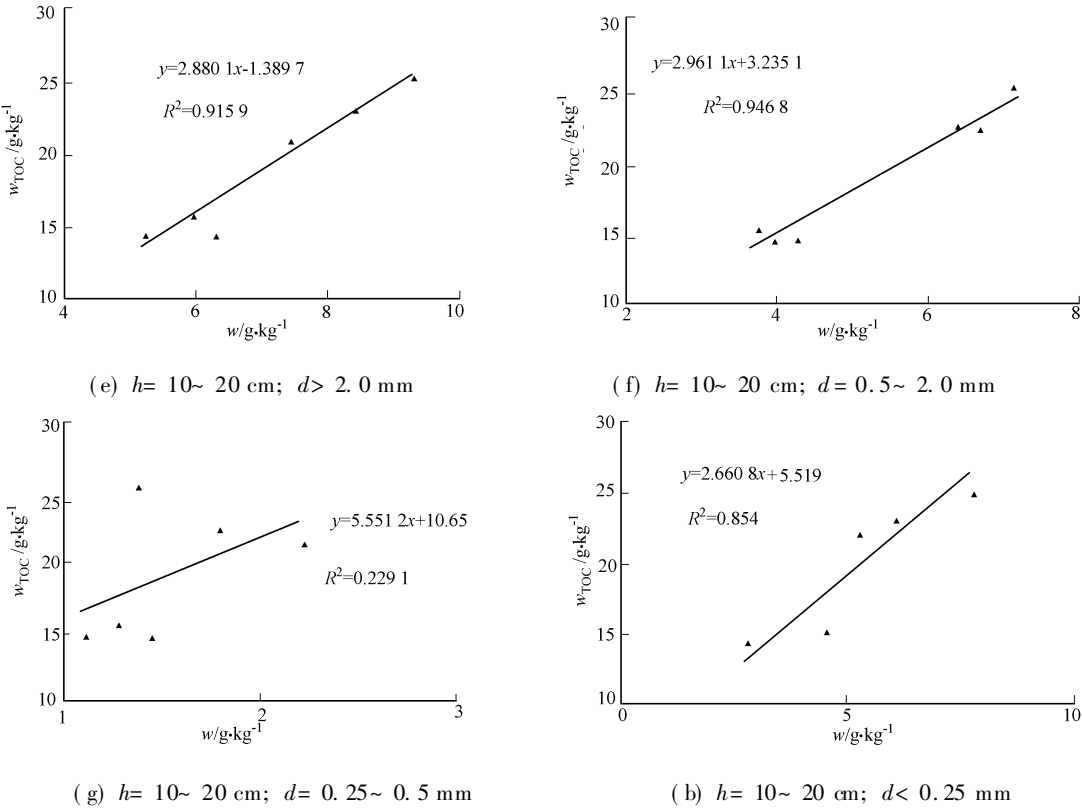 30
25
20
15
10
w_TOC/g•kg⁻¹
y=2.880 1x-1.389 7
R²=0.915 9
4
6
8
10
w/g•kg⁻¹
(e) h= 10~ 20 cm; d> 2. 0 mm
30
25
20
15
10
w_TOC/g•kg⁻¹
y=2.961 1x+3.235 1
R²=0.946 8
2
4
6
8
w/g•kg⁻¹
(f) h= 10~ 20 cm; d= 0. 5~ 2. 0 mm
30
25
20
15
10
w_TOC/g•kg⁻¹
y=5.551 2x+10.65
R²=0.229 1
1
2
3
w/g•kg⁻¹
(g) h= 10~ 20 cm; d= 0. 25~ 0. 5 mm
30
25
20
15
10
w_TOC/g•kg⁻¹
y=2.660 8x+5.519
R²=0.854
0
5
10
w/g•kg⁻¹
(b) h= 10~ 20 cm; d< 0. 25 mm